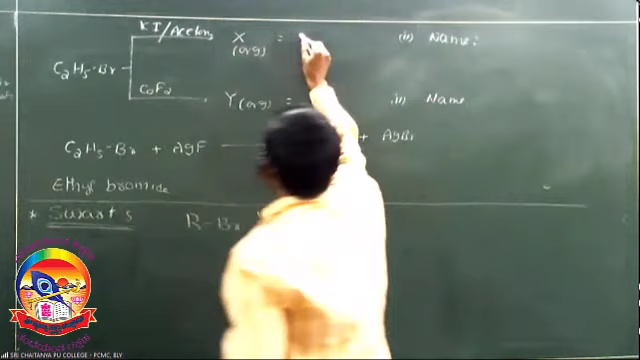 KI/Acetone
X = (ii) Name:
(org)
C₂H₅-Br
CoF₂
Y(org) = (ii) Name
C₂H₅-Br + AgF + AgBr
Ethyl bromide
* Swarts R-Br
SRI CHAITANYA PU COLLEGE - PCMC, BLY